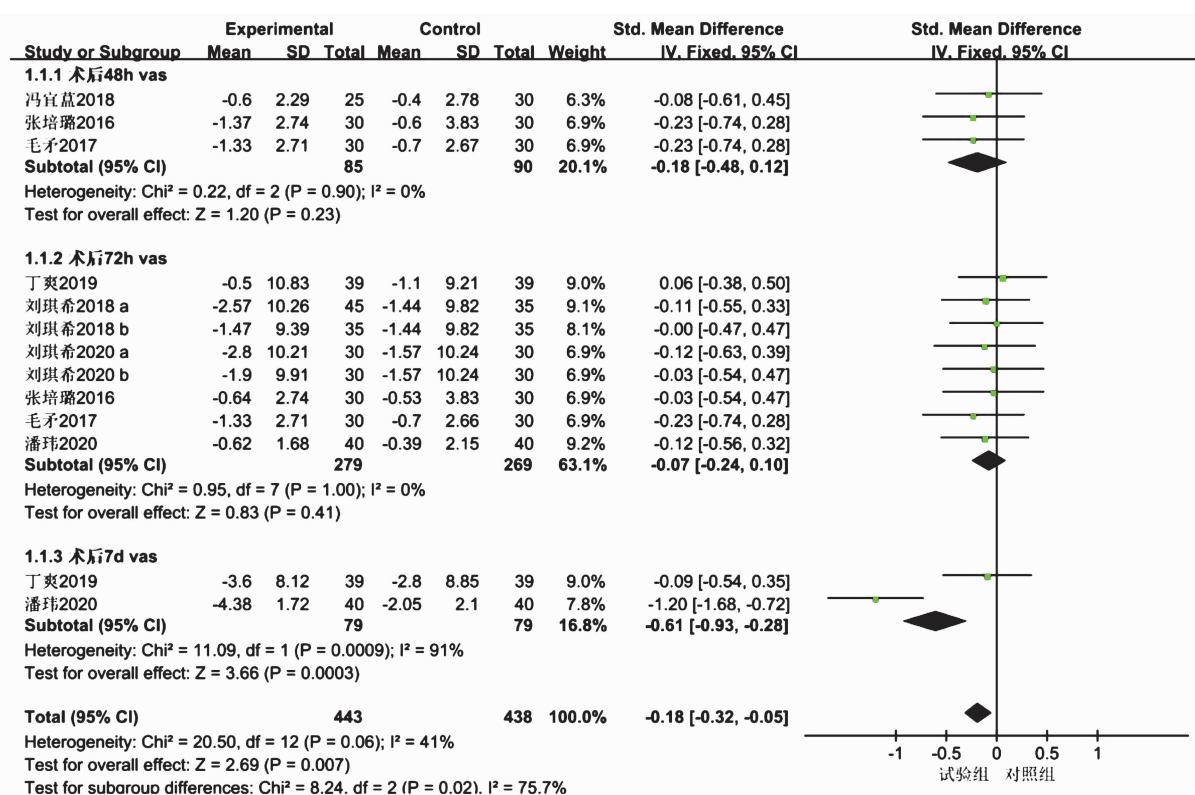 Experimental Control Std. Mean Difference Std. Mean Difference
Study or Subgroup Mean SD Total Mean SD Total Weight IV, Fixed, 95% CI IV, Fixed, 95% CI
1.1.1 术后48h vas
冯宜蒀2018 -0.6 2.29 25 -0.4 2.78 30 6.3% -0.08 [-0.61, 0.45]
张培璐2016 -1.37 2.74 30 -0.6 3.83 30 6.9% -0.23 [-0.74, 0.28]
毛矛2017 -1.33 2.71 30 -0.7 2.67 30 6.9% -0.23 [-0.74, 0.28]
Subtotal (95% CI) 85 90 20.1% -0.18 [-0.48, 0.12]
Heterogeneity: Chi² = 0.22, df = 2 (P = 0.90); I² = 0%
Test for overall effect: Z = 1.20 (P = 0.23)
1.1.2 术后72h vas
丁爽2019 -0.5 10.83 39 -1.1 9.21 39 9.0% 0.06 [-0.38, 0.50]
刘琪希2018 a -2.57 10.26 45 -1.44 9.82 35 9.1% -0.11 [-0.55, 0.33]
刘琪希2018 b -1.47 9.39 35 -1.44 9.82 35 8.1% -0.00 [-0.47, 0.47]
刘琪希2020 a -2.8 10.21 30 -1.57 10.24 30 6.9% -0.12 [-0.63, 0.39]
刘琪希2020 b -1.9 9.91 30 -1.57 10.24 30 6.9% -0.03 [-0.54, 0.47]
张培璐2016 -0.64 2.74 30 -0.53 3.83 30 6.9% -0.03 [-0.54, 0.47]
毛矛2017 -1.33 2.71 30 -0.7 2.66 30 6.9% -0.23 [-0.74, 0.28]
潘玮2020 -0.62 1.68 40 -0.39 2.15 40 9.2% -0.12 [-0.56, 0.32]
Subtotal (95% CI) 279 269 63.1% -0.07 [-0.24, 0.10]
Heterogeneity: Chi² = 0.95, df = 7 (P = 1.00); I² = 0%
Test for overall effect: Z = 0.83 (P = 0.41)
1.1.3 术后7d vas
丁爽2019 -3.6 8.12 39 -2.8 8.85 39 9.0% -0.09 [-0.54, 0.35]
潘玮2020 -4.38 1.72 40 -2.05 2.1 40 7.8% -1.20 [-1.68, -0.72]
Subtotal (95% CI) 79 79 16.8% -0.61 [-0.93, -0.28]
Heterogeneity: Chi² = 11.09, df = 1 (P = 0.0009); I² = 91%
Test for overall effect: Z = 3.66 (P = 0.0003)
Total (95% CI) 443 438 100.0% -0.18 [-0.32, -0.05]
Heterogeneity: Chi² = 20.50, df = 12 (P = 0.06); I² = 41%
Test for overall effect: Z = 2.69 (P = 0.007)
Test for subgroup differences: Chi² = 8.24, df = 2 (P = 0.02), I² = 75.7%
-1 -0.5 0 0.5 1
试验组 对照组